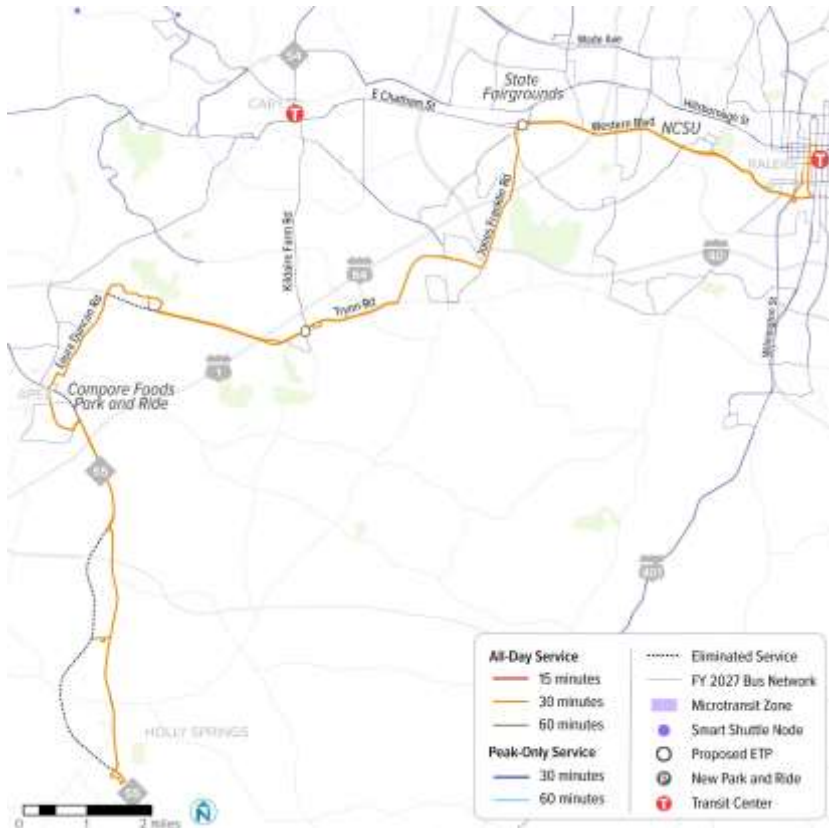 Wade Ave
54
State
Fairgrounds
CARY
T
E Chatham St
Hillsborough St
Western Blvd
NCSU
RALEIGH
T
Jones Franklin Rd
Kildaire Farm Rd
64
40
Tryon Rd
Laura Duncan Rd
Wilmington St
1
APEX
Compare Foods
Park and Ride
55
401
HOLLY SPRINGS
55
0 1 2 miles
N
All-Day Service
15 minutes
30 minutes
60 minutes
Peak-Only Service
30 minutes
60 minutes
Eliminated Service
FY 2027 Bus Network
Microtransit Zone
Smart Shuttle Node
Proposed ETP
P New Park and Ride
T Transit Center